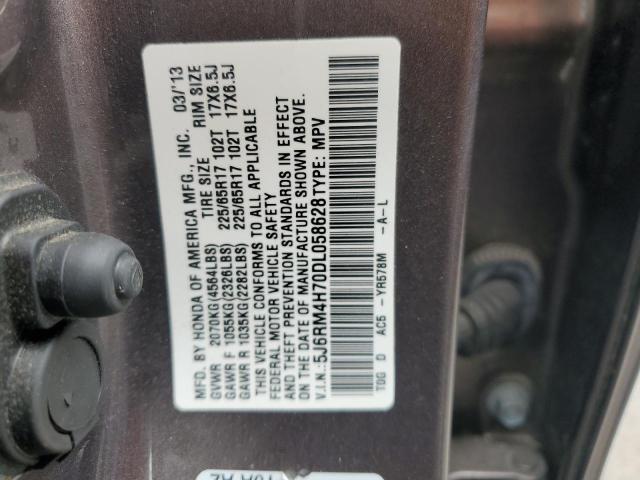 MFD. BY HONDA OF AMERICA MFG., INC. 03/'13
TIRE SIZE RIM SIZE
GVWR 2070KG(4564LBS)
GAWR F 1055KG(2326LBS) 225/65R17 102T 17X6.5J
GAWR R 1035KG(2282LBS) 225/65R17 102T 17X6.5J
THIS VEHICLE CONFORMS TO ALL APPLICABLE
FEDERAL MOTOR VEHICLE SAFETY
AND THEFT PREVENTION STANDARDS IN EFFECT
ON THE DATE OF MANUFACTURE SHOWN ABOVE.
V.I.N.:5J6RM4H70DL058628 TYPE: MPV
TOG D AC5 -YR578M -A-L